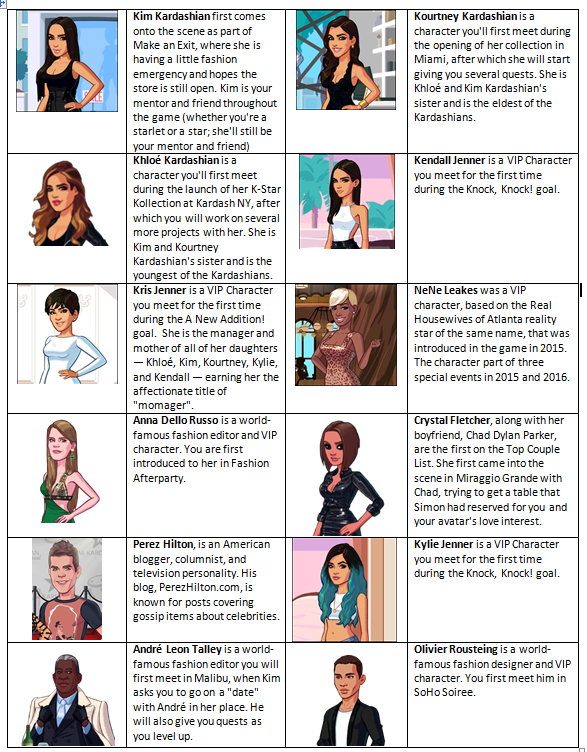 Kim Kardashian first comes
onto the scene as part of
Make an Exit, where she is
having a little fashion
emergency and hopes the
store is still open. Kim is your
mentor and friend throughout
the game (whether you're a
starlet or a star; she'll still be
your mentor and friend)
Kourtney Kardashian is a
character you'll first meet during
the opening of her collection in
Miami, after which she will start
giving you several quests. She is
Khloé and Kim Kardashian's
sister and is the eldest of the
Kardashians.
Khloé Kardashian is a
character you'll first meet
during the launch of her K-Star
Kollection at Kardash NY, after
which you will work on several
more projects with her. She is
Kim and Kourtney
Kardashian's sister and is the
youngest of the Kardashians.
Kendall Jenner is a VIP Character
you meet for the first time
during the Knock, Knock! goal.
Kris Jenner is a VIP Character
you meet for the first time
during the A New Addition!
goal. She is the manager and
mother of all of her daughters
— Khloé, Kim, Kourtney, Kylie,
and Kendall — earning her the
affectionate title of
"momager".
NeNe Leakes was a VIP
character, based on the Real
Housewives of Atlanta reality
star of the same name, that was
introduced in the game in 2015.
The character part of three
special events in 2015 and 2016.
Anna Dello Russo is a world-
famous fashion editor and VIP
character. You are first
introduced to her in Fashion
Afterparty.
Crystal Fletcher, along with her
boyfriend, Chad Dylan Parker,
are the first on the Top Couple
List. She first came into the
scene in Miraggio Grande with
Chad, trying to get a table that
Simon had reserved for you and
your avatar's love interest.
Perez Hilton, is an American
blogger, columnist, and
television personality. His
blog, PerezHilton.com, is
known for posts covering
gossip items about celebrities.
Kylie Jenner is a VIP Character
you meet for the first time
during the Knock, Knock! goal.
André Leon Talley is a world-
famous fashion editor you will
first meet in Malibu, when Kim
asks you to go on a "date"
with André in her place. He
will also give you quests as
you level up.
Olivier Rousteing is a world-
famous fashion designer and VIP
character. You first meet him in
SoHo Soiree.